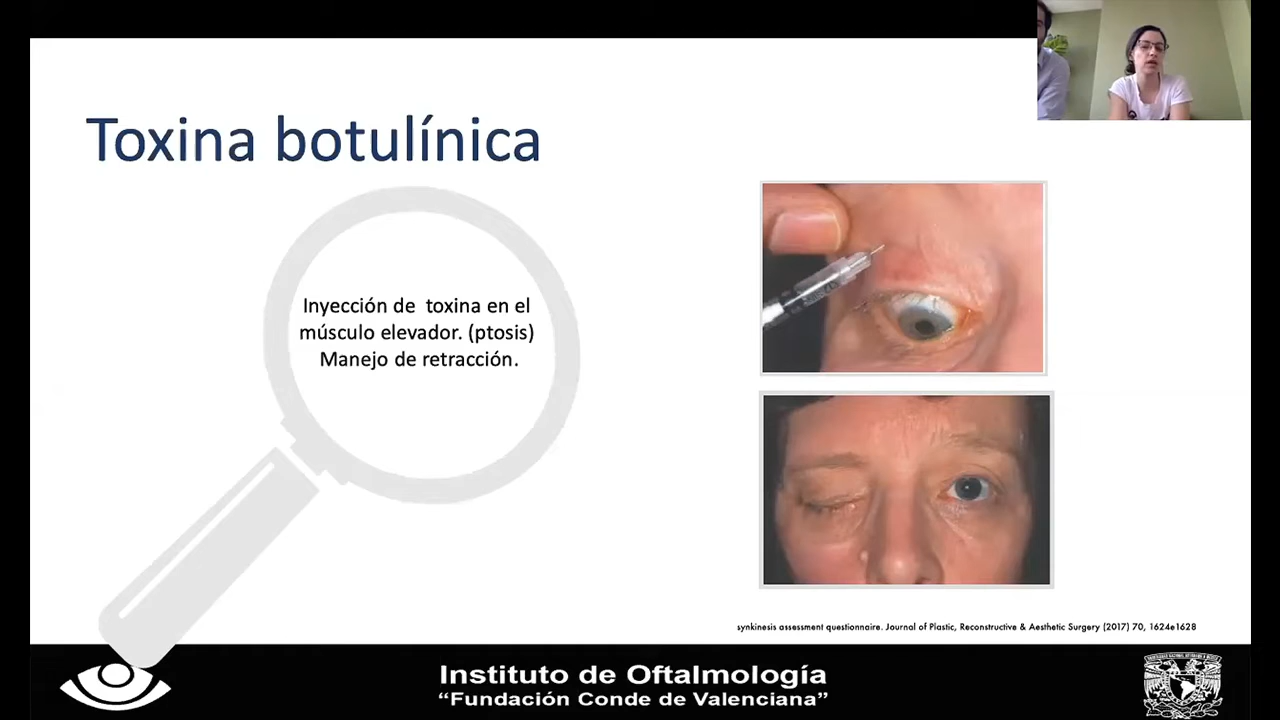 Toxina botulínica
Inyección de toxina en el
músculo elevador. (ptosis)
Manejo de retracción.
synkinesis assessment questionnaire. Journal of Plastic, Reconstructive & Aesthetic Surgery (2017) 70, 1624e1628
Instituto de Oftalmología
“Fundación Conde de Valenciana”